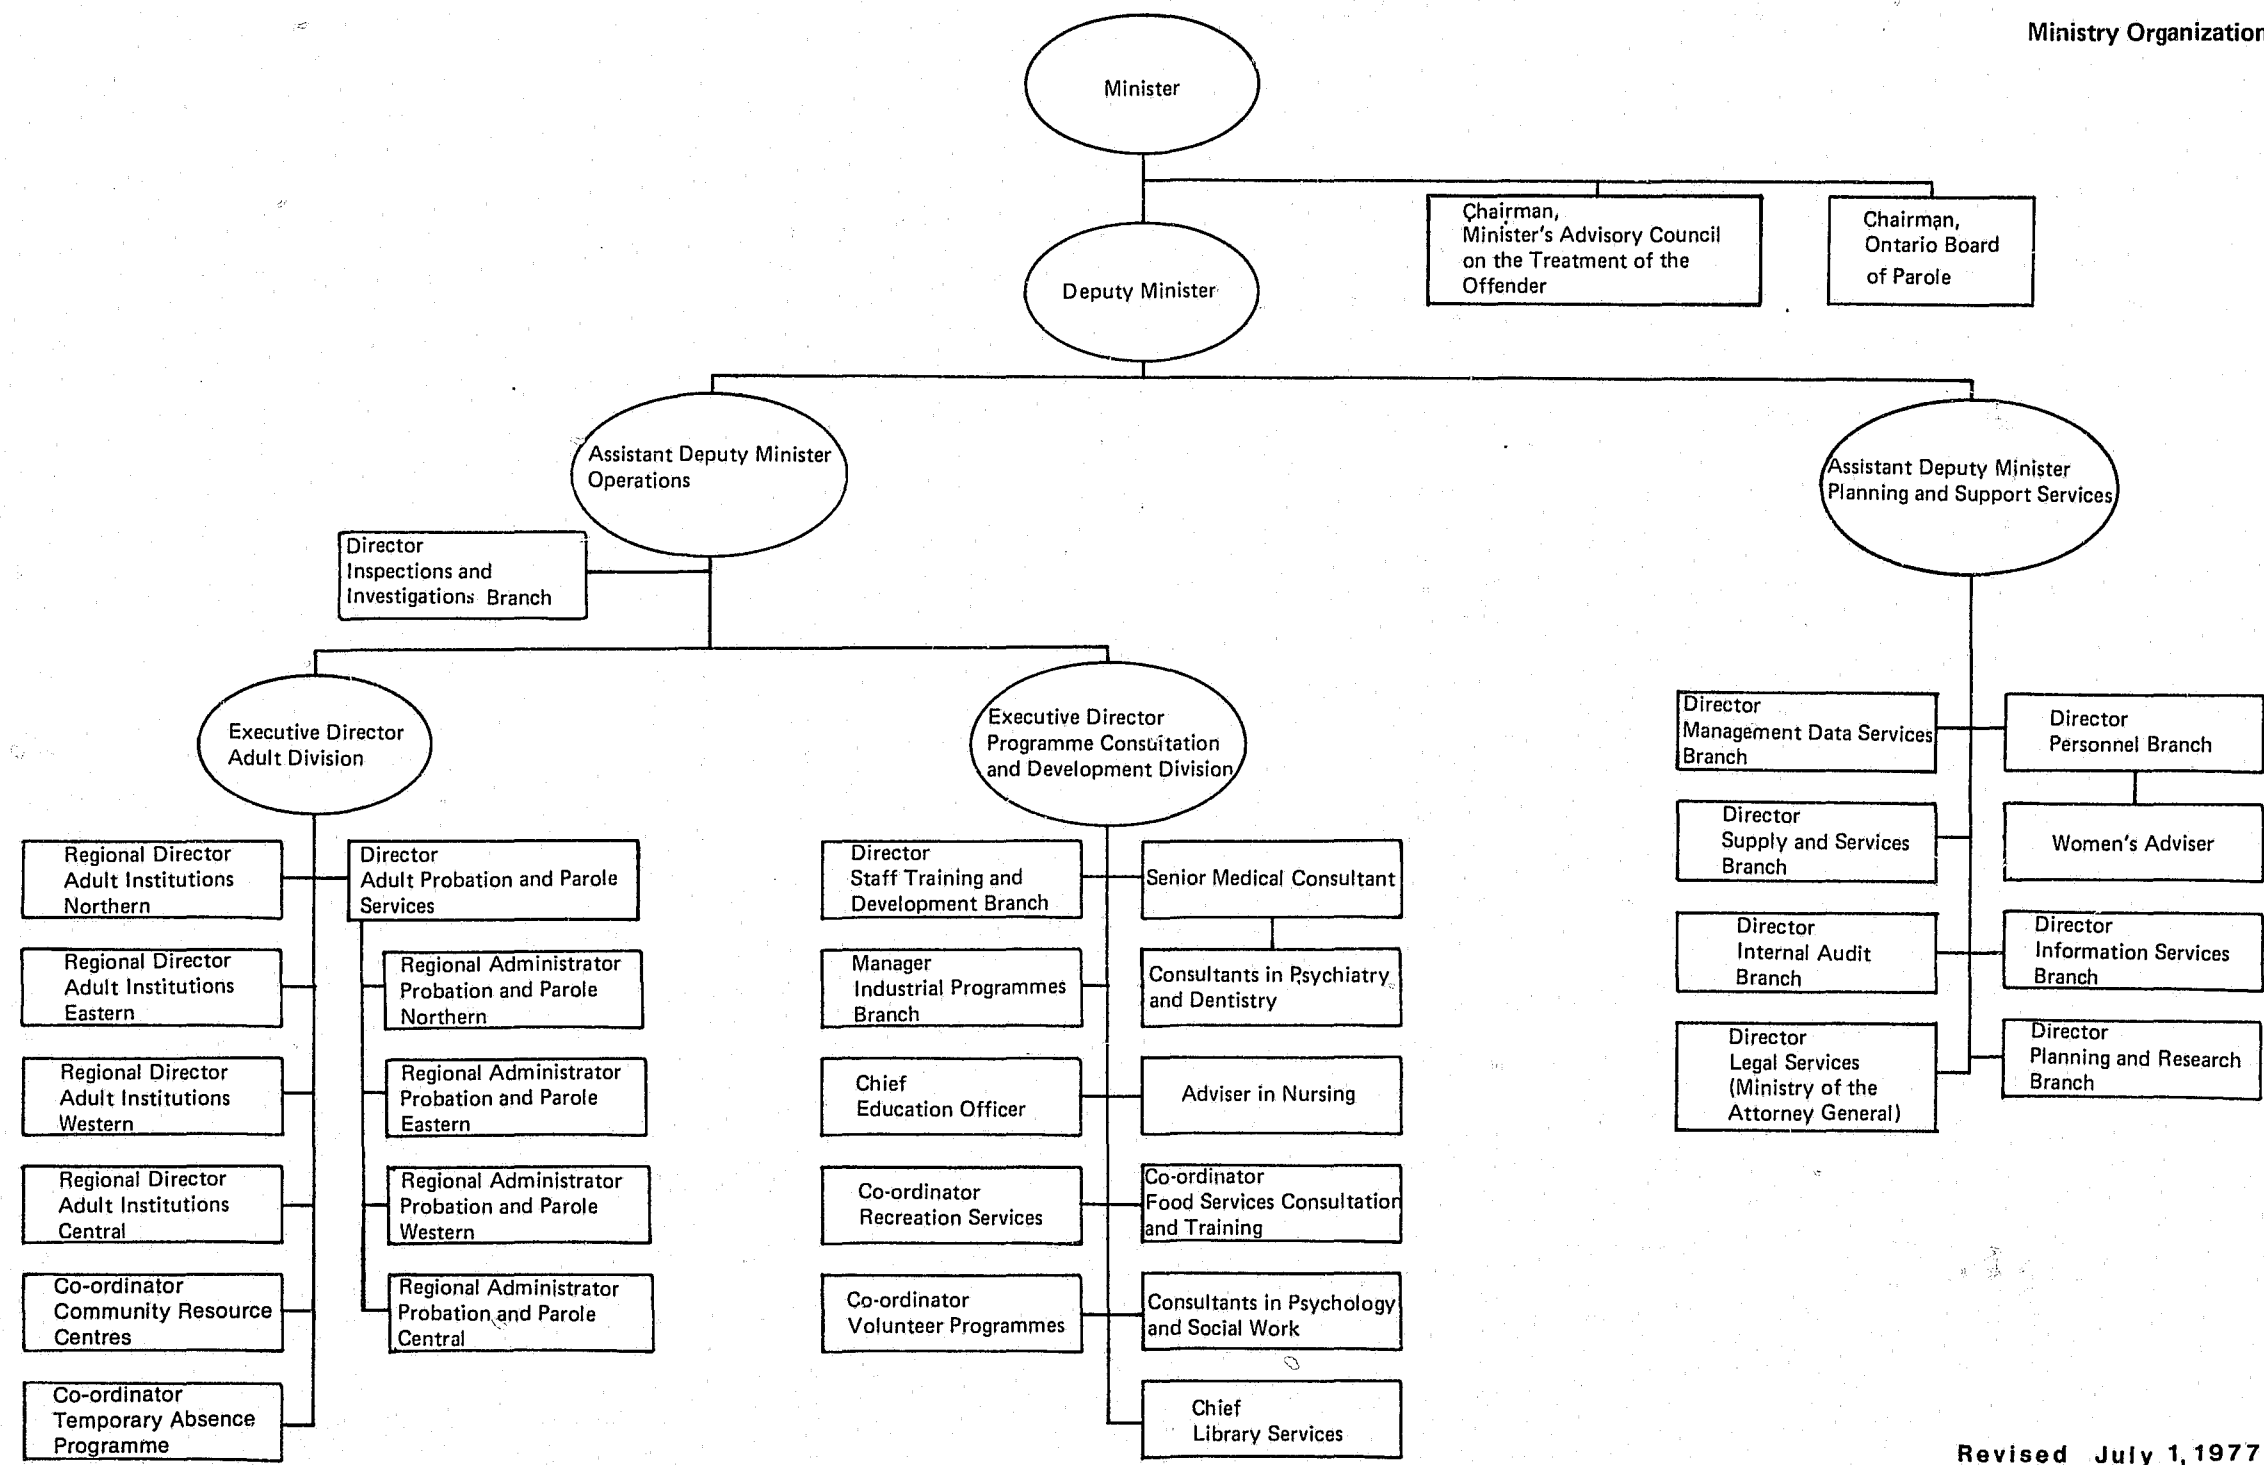 Ministry Organization
Minister
Chairman,
Minister's Advisory Council
on the Treatment of the
Offender
Chairman,
Ontario Board
of Parole
Deputy Minister
Assistant Deputy Minister
Operations
Assistant Deputy Minister
Planning and Support Services
Director
Inspections and
Investigations Branch
Executive Director
Adult Division
Executive Director
Programme Consultation
and Development Division
Director
Management Data Services
Branch
Director
Personnel Branch
Director
Supply and Services
Branch
Women's Adviser
Director
Internal Audit
Branch
Director
Information Services
Branch
Director
Legal Services
(Ministry of the
Attorney General)
Director
Planning and Research
Branch
Regional Director
Adult Institutions
Northern
Director
Adult Probation and Parole
Services
Regional Director
Adult Institutions
Eastern
Regional Administrator
Probation and Parole
Northern
Regional Director
Adult Institutions
Western
Regional Administrator
Probation and Parole
Eastern
Regional Director
Adult Institutions
Central
Regional Administrator
Probation and Parole
Western
Co-ordinator
Community Resource
Centres
Regional Administrator
Probation and Parole
Central
Co-ordinator
Temporary Absence
Programme
Director
Staff Training and
Development Branch
Senior Medical Consultant
Manager
Industrial Programmes
Branch
Consultants in Psychiatry
and Dentistry
Chief
Education Officer
Adviser in Nursing
Co-ordinator
Recreation Services
Co-ordinator
Food Services Consultation
and Training
Co-ordinator
Volunteer Programmes
Consultants in Psychology
and Social Work
Chief
Library Services
Revised July 1, 1977